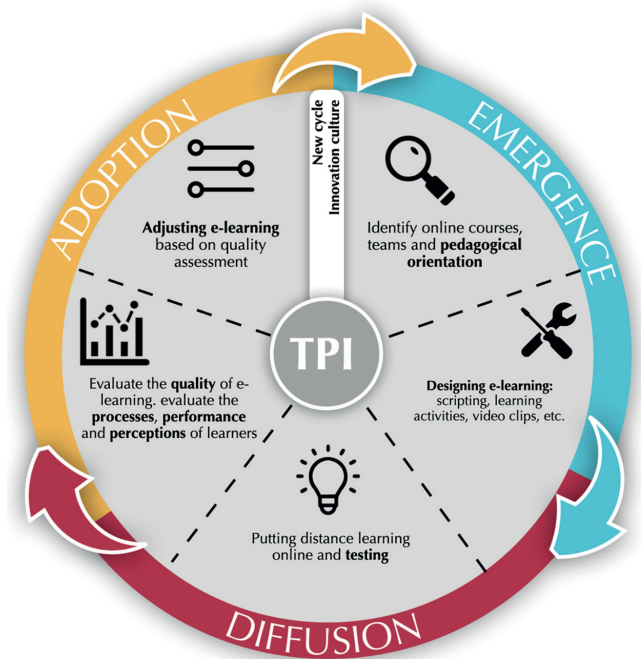 ADOPTION
EMERGENCE
DIFFUSION
New cycle
Innovation culture
TPI
Identify online courses,
teams and pedagogical
orientation
Designing e-learning:
scripting, learning
activities, video clips, etc.
Putting distance learning
online and testing
Evaluate the quality of e-
learning. evaluate the
processes, performance
and perceptions of learners
Adjusting e-learning
based on quality
assessment